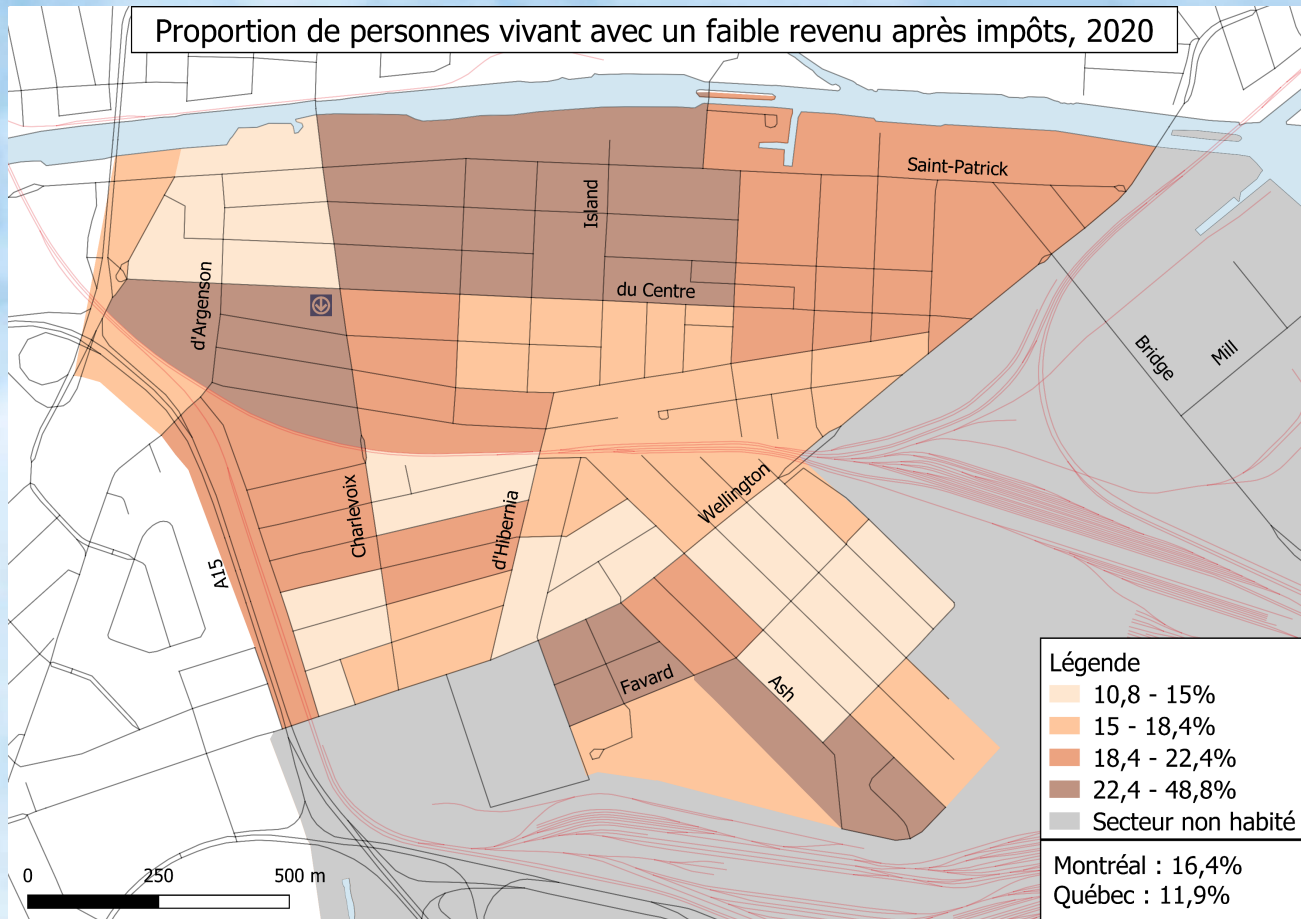 Proportion de personnes vivant avec un faible revenu après impôts, 2020
Saint-Patrick
Island
du Centre
d'Argenson
Bridge
Mill
Charlevoix
d'Hibernia
Wellington
A15
Favard
Ash
Légende
10,8 - 15%
15 - 18,4%
18,4 - 22,4%
22,4 - 48,8%
Secteur non habité
Montréal : 16,4%
Québec : 11,9%
0 250 500 m